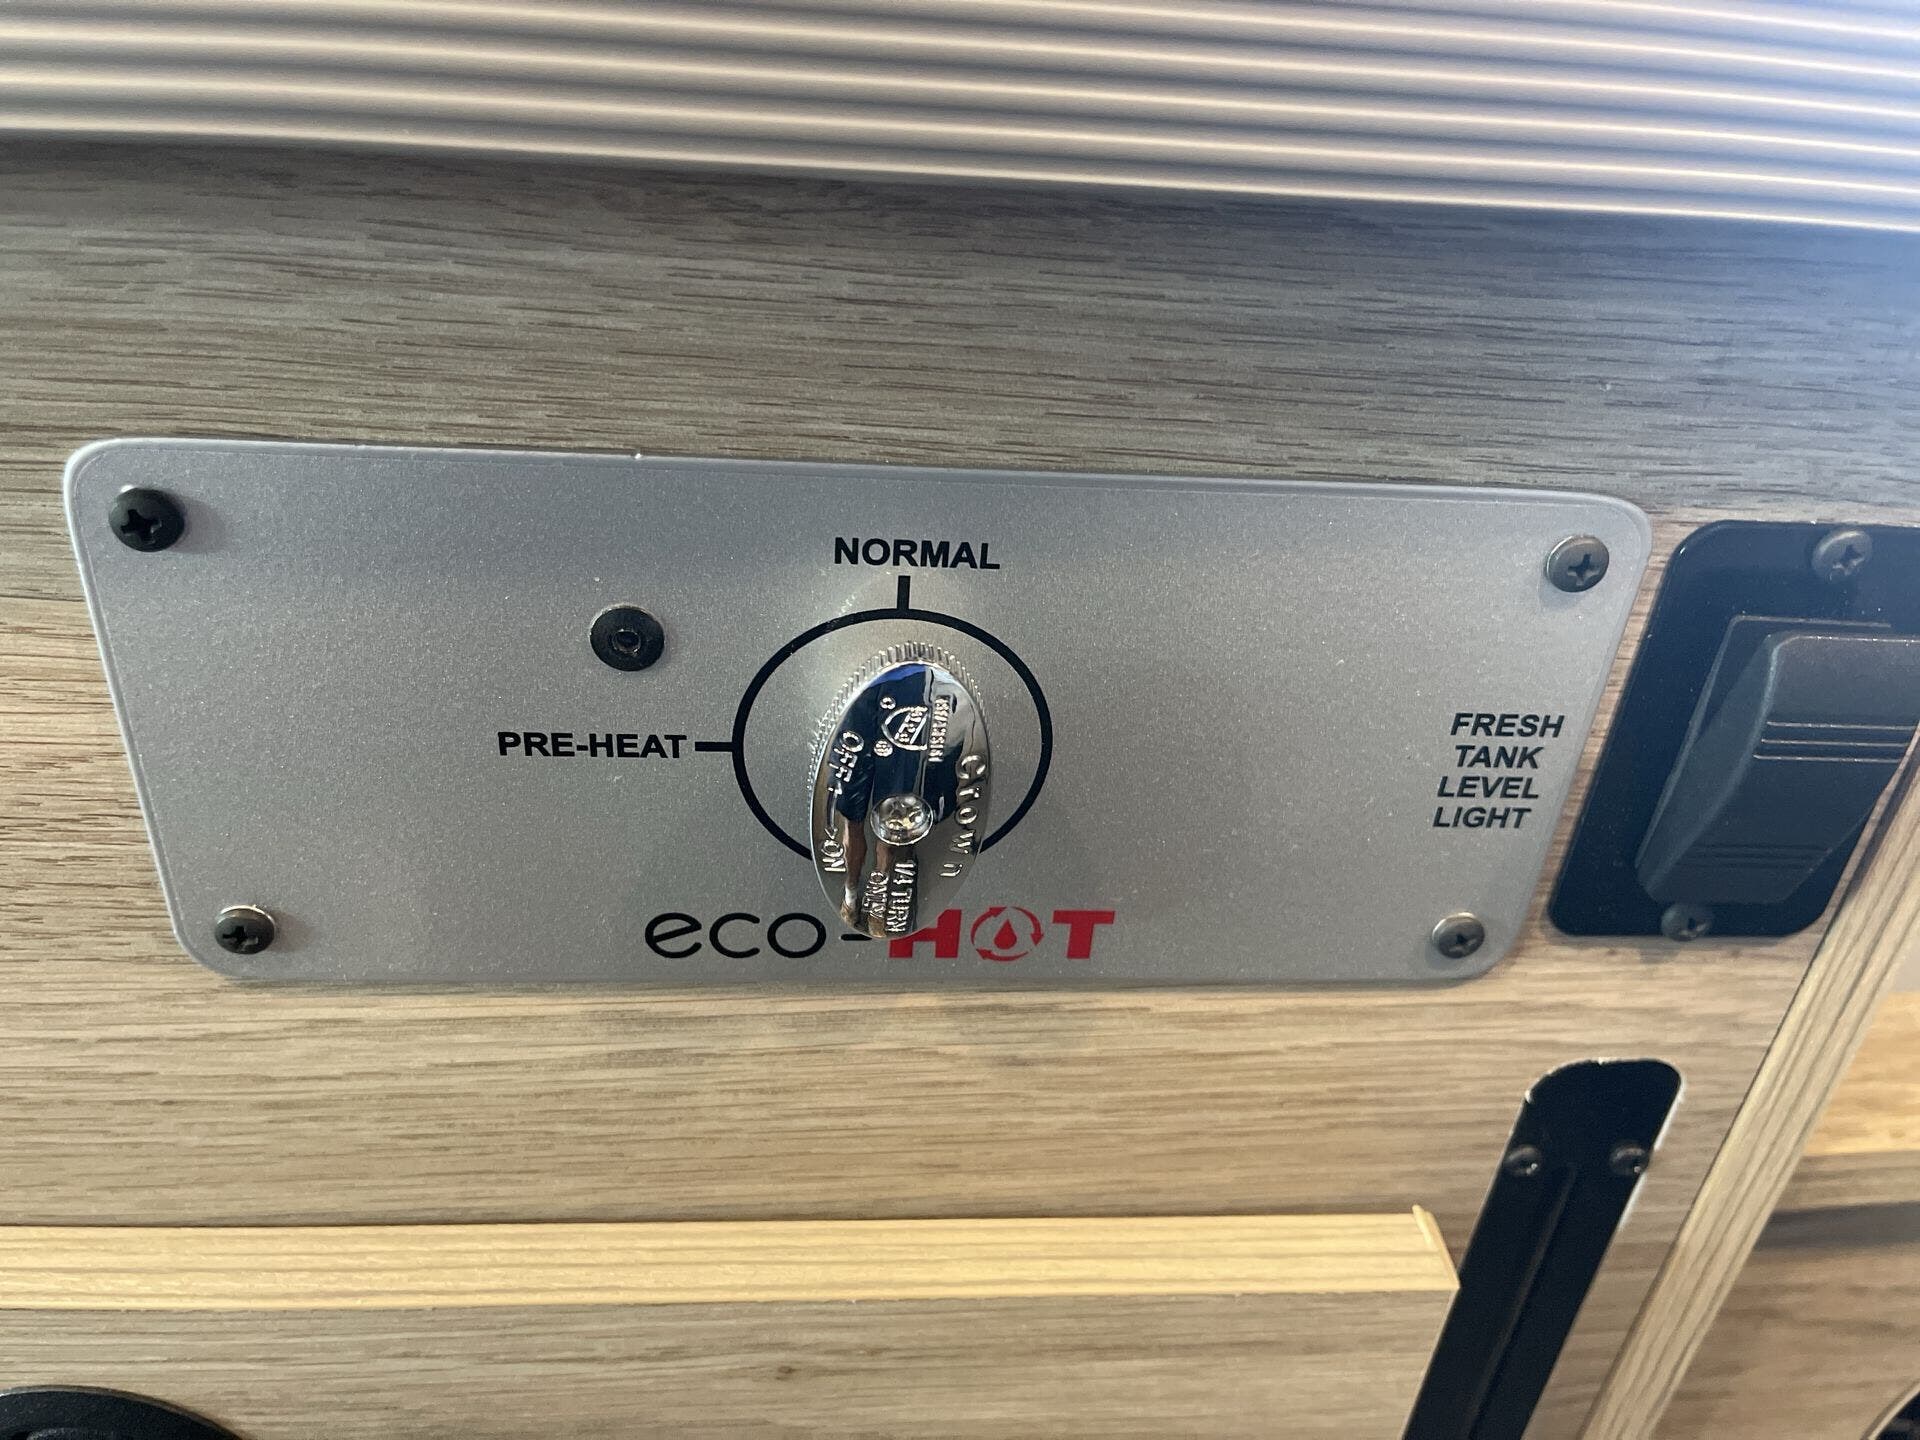 NORMAL
PRE-HEAT
OFF
ON
Crown
1/4 TURN
ONLY
eco-HOT
FRESH
TANK
LEVEL
LIGHT